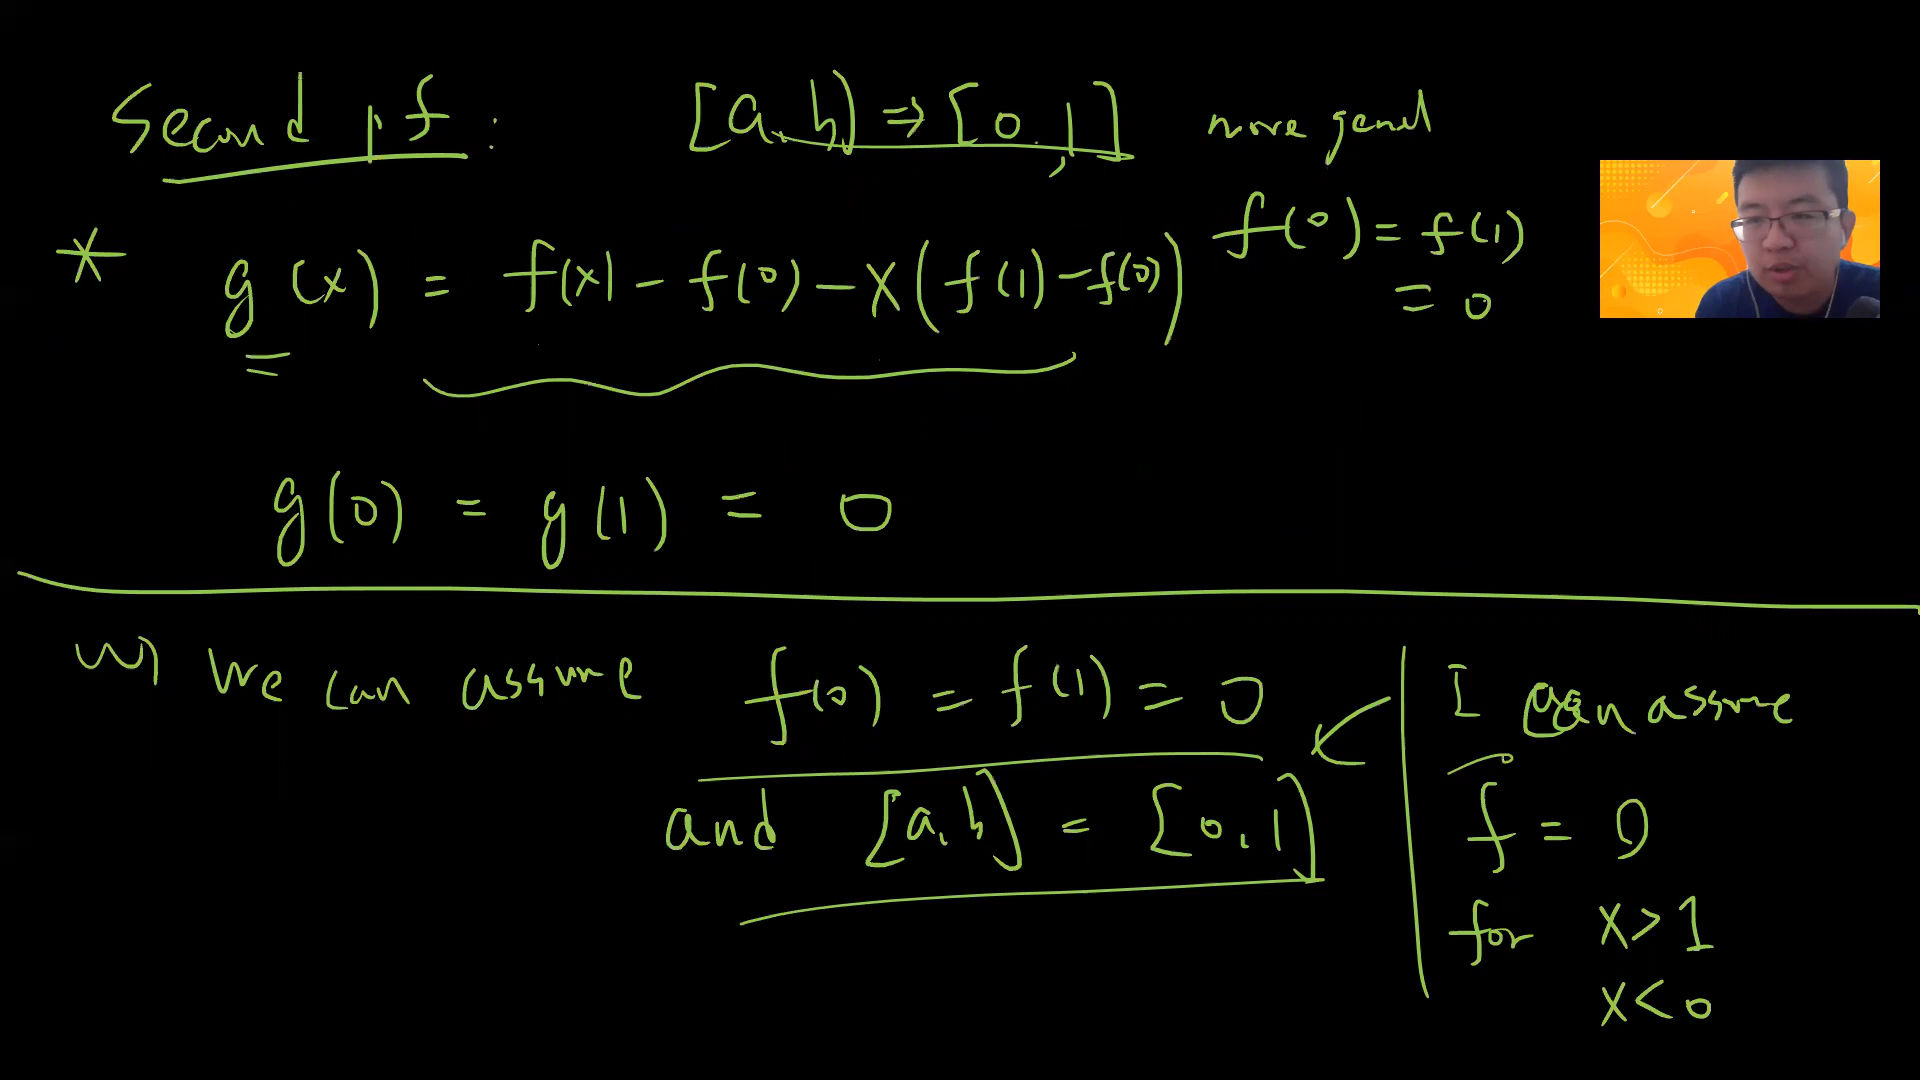 Second pf: [a,b] ⇒ [0,1] more genel
* g(x) = f(x) - f(0) - x(f(1) - f(0)) f(0) = f(1)
= 0
g(0) = g(1) = 0
We can assume f(0) = f(1) = 0
and [a,b] = [0,1]
I can assume
f = 0
for x>1
x<0